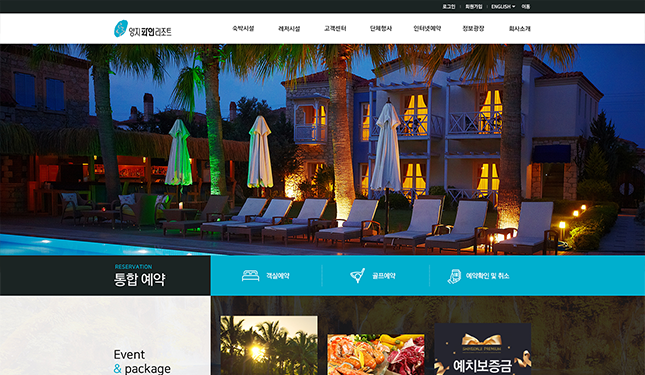 로그인 회원가입 ENGLISH 이동
양지 파인 리조트
숙박시설 레저시설 고객센터 단체행사 인터넷예약 정보광장 회사소개
RESERVATION
통합 예약
객실예약 골프예약 예약확인 및 취소
Event
& package
예치보증금